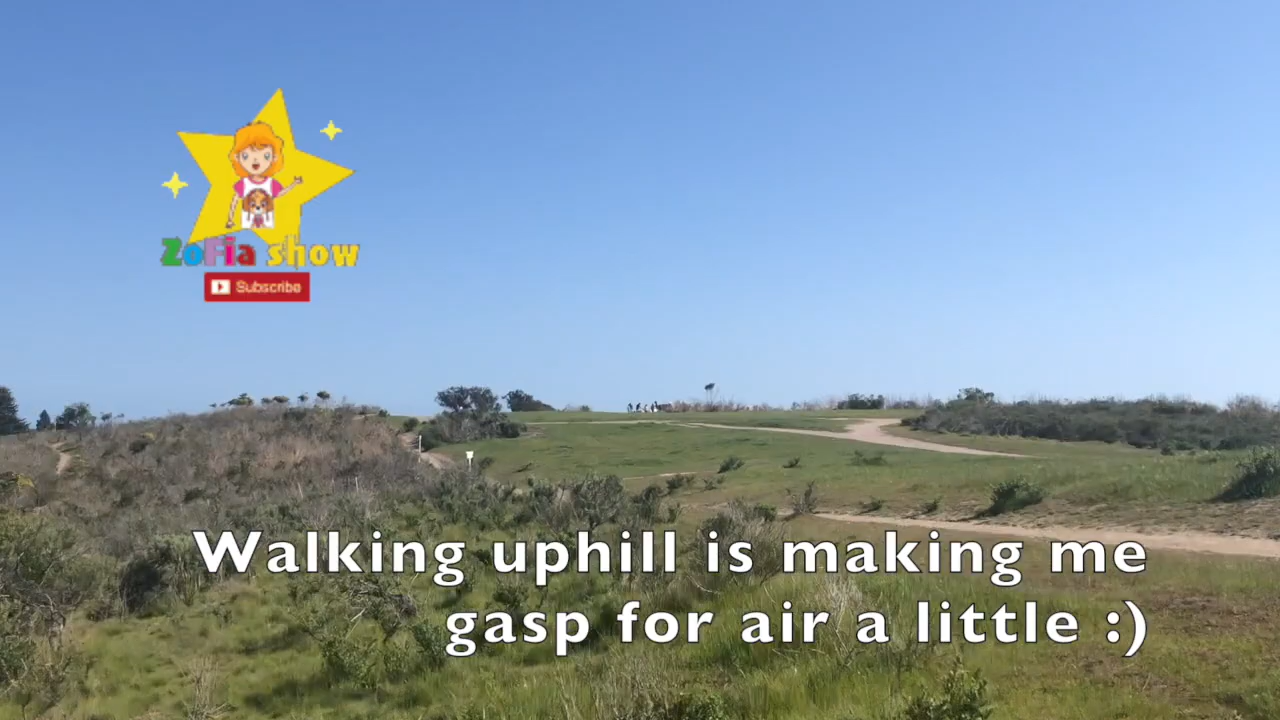 ZoFia show
Subscribe
Walking uphill is making me
gasp for air a little :)